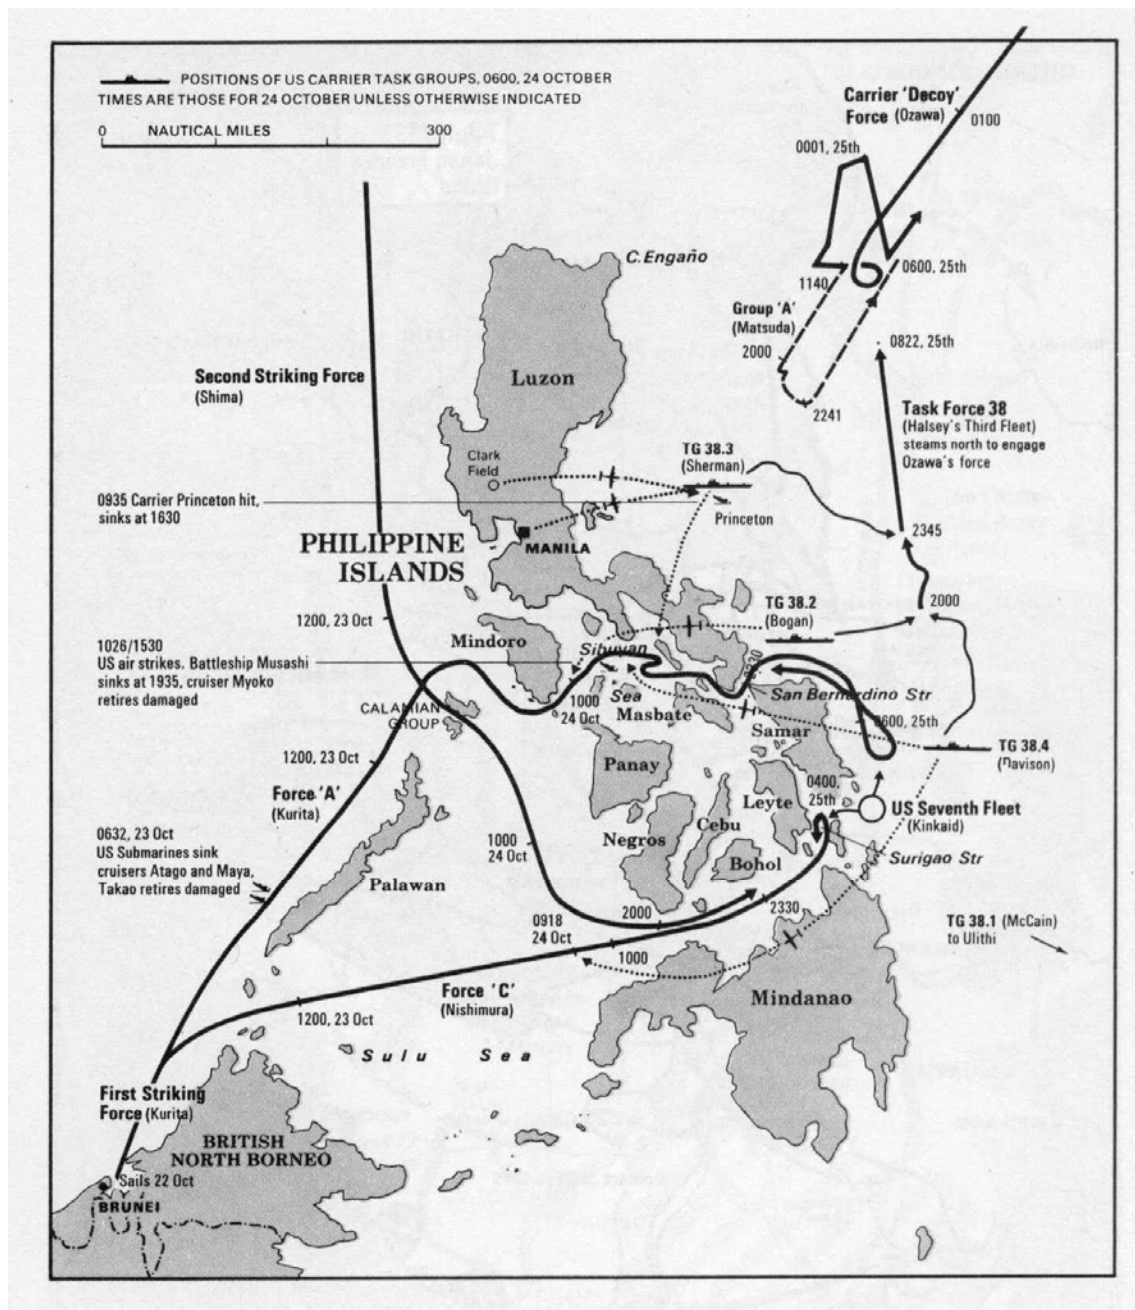 POSITIONS OF US CARRIER TASK GROUPS, 0600, 24 OCTOBER
TIMES ARE THOSE FOR 24 OCTOBER UNLESS OTHERWISE INDICATED
0 NAUTICAL MILES 300
Carrier 'Decoy'
Force (Ozawa)
0100
0001, 25th
C. Engaño
0600, 25th
1140
Group 'A'
(Matsuda)
2000
0822, 25th
2241
Second Striking Force
(Shima)
Luzon
Task Force 38
(Halsey's Third Fleet)
steams north to engage
Ozawa's force
TG 38.3
(Sherman)
Clark
Field
0935 Carrier Princeton hit,
sinks at 1630
Princeton
2345
MANILA
PHILIPPINE
ISLANDS
TG 38.2
(Bogan)
2000
1200, 23 Oct
Mindoro
1026/1530
US air strikes. Battleship Musashi
sinks at 1935, cruiser Myoko
retires damaged
Sibuyan
Sea
2330
San Bernardino Str
1000
24 Oct
Masbate
CALAMIAN
GROUP
0600, 25th
Samar
TG 38.4
(Davison)
1200, 23 Oct
Panay
Force 'A'
(Kurita)
0400,
25th
Leyte
US Seventh Fleet
(Kinkaid)
Cebu
0632, 23 Oct
US Submarines sink
cruisers Atago and Maya,
Takao retires damaged
1000
24 Oct
Negros
Bohol
Surigao Str
Palawan
0918
24 Oct
2000
2330
1000
TG 38.1 (McCain)
to Ulithi
Force 'C'
(Nishimura)
Mindanao
1200, 23 Oct
Sulu Sea
First Striking
Force (Kurita)
BRITISH
NORTH BORNEO
Sails 22 Oct
BRUNEI